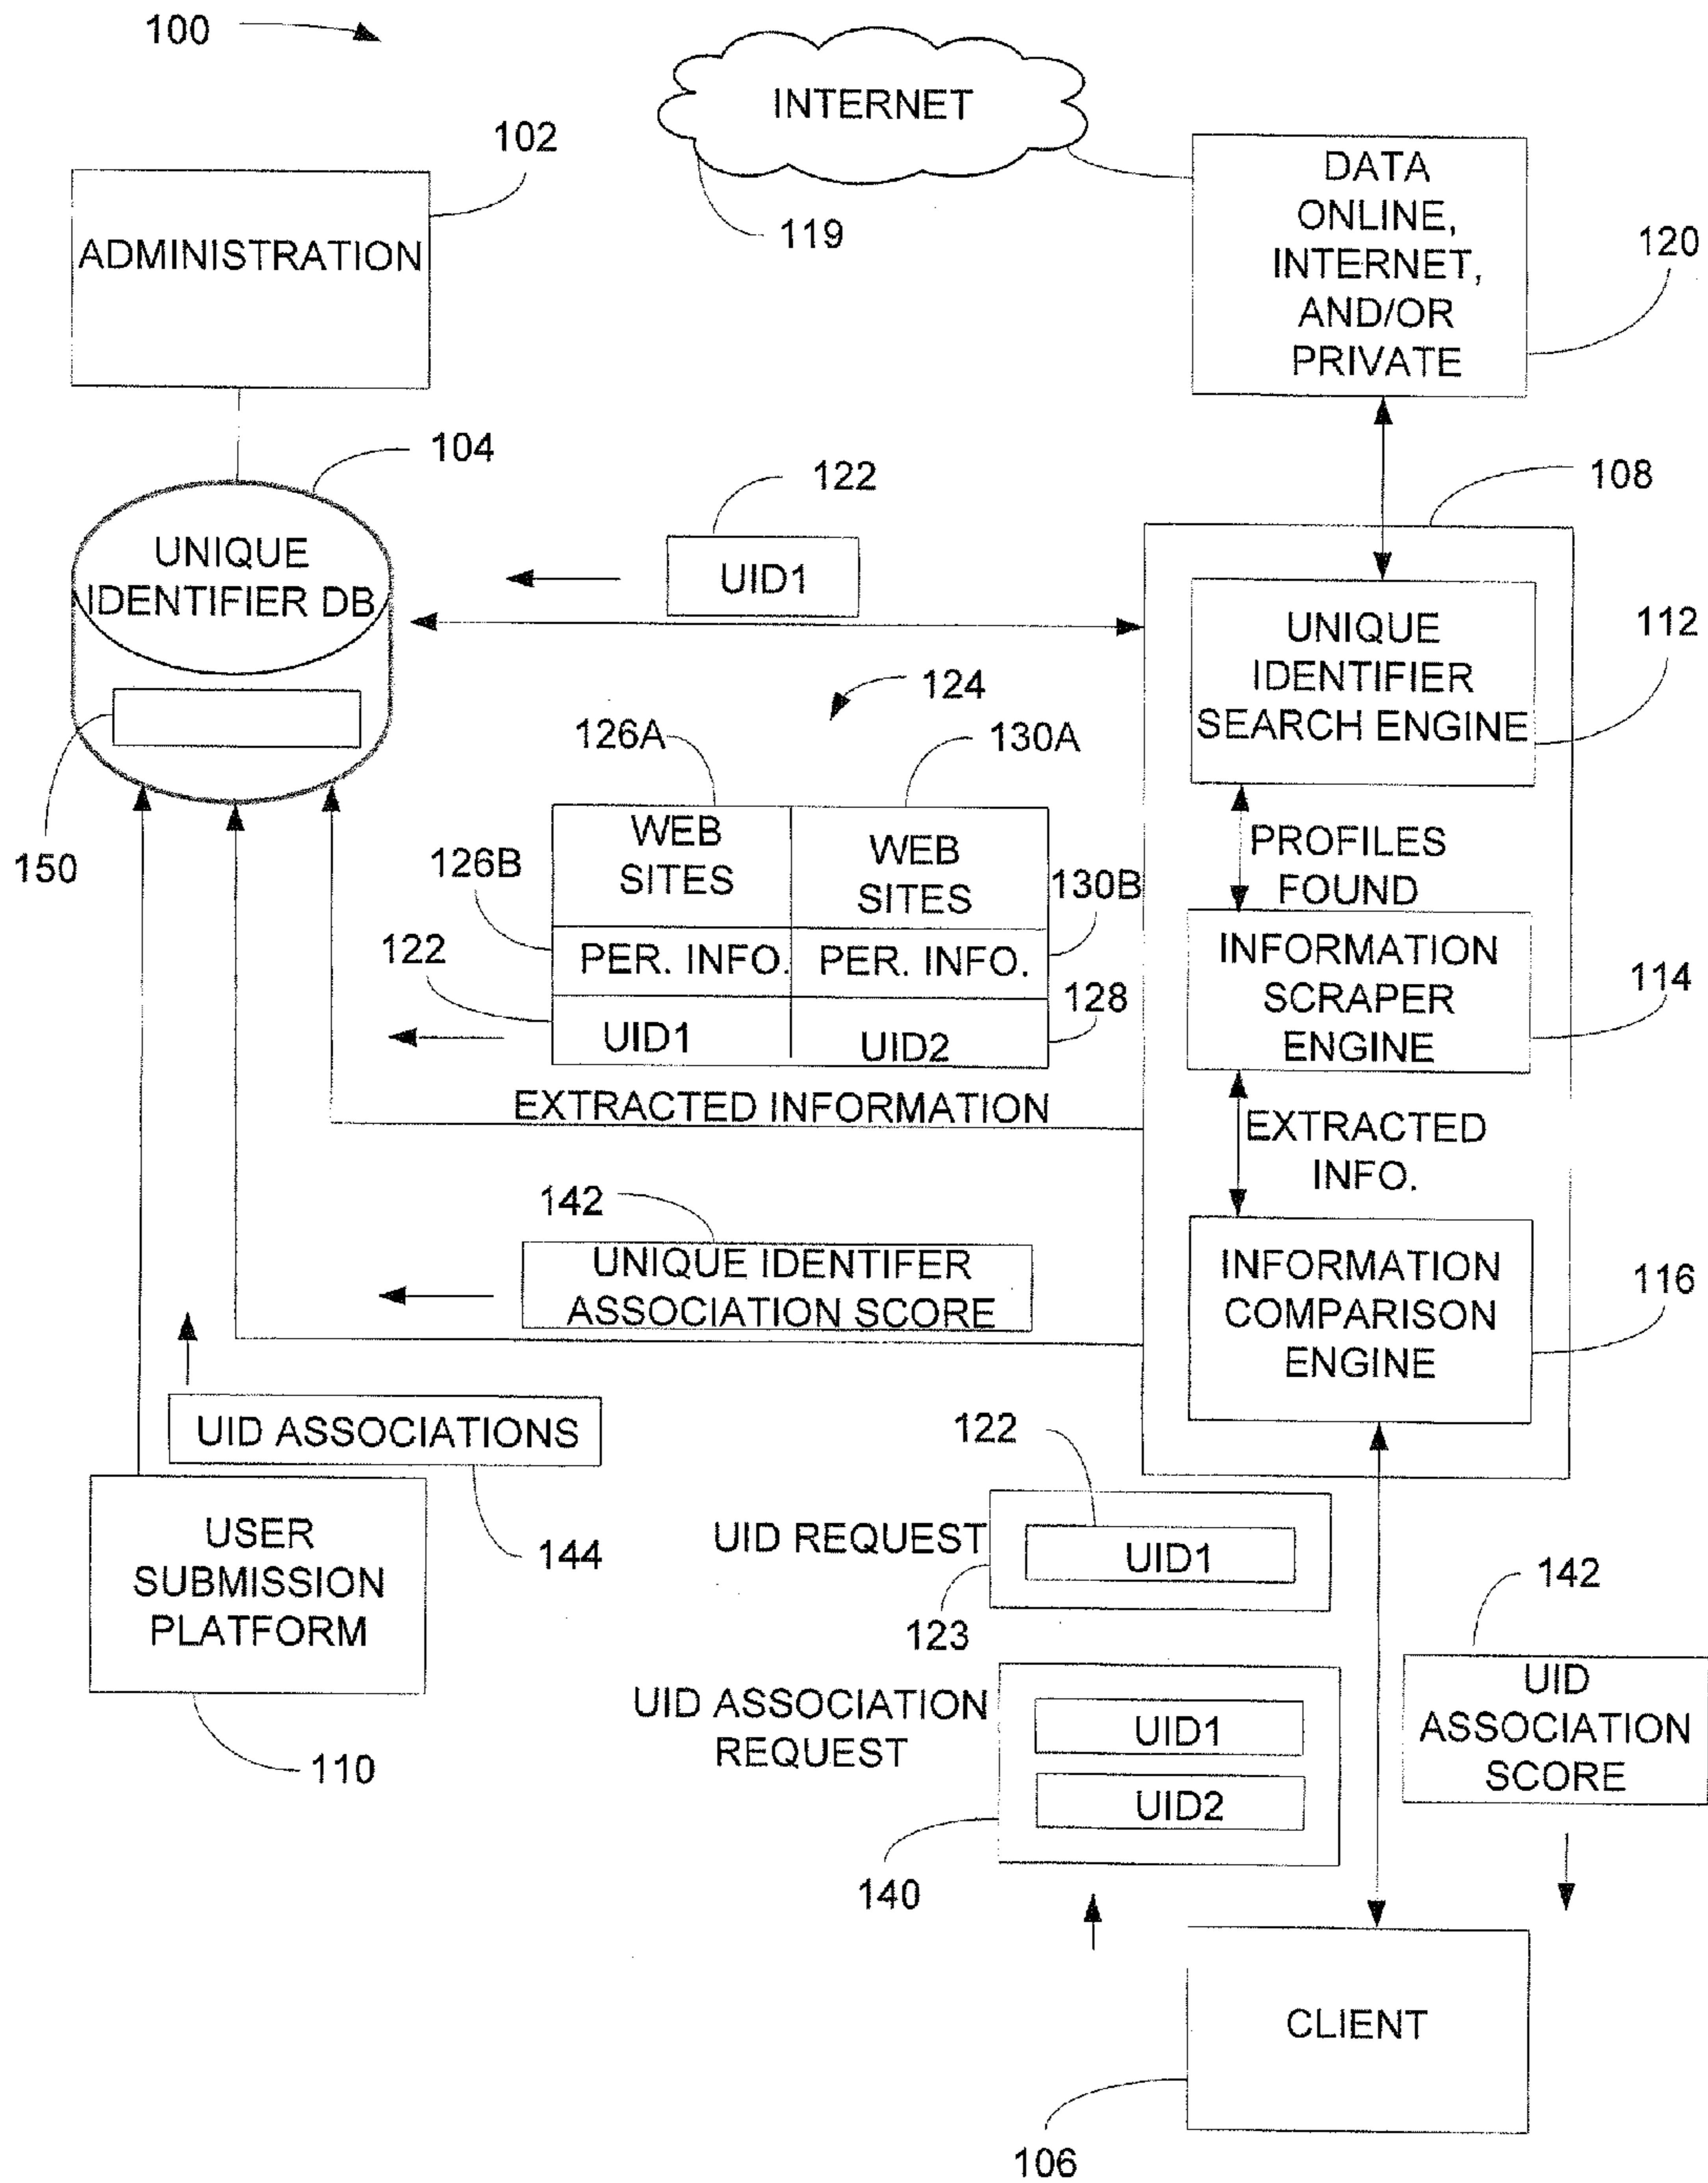 100
INTERNET
119
102
ADMINISTRATION
DATA
ONLINE,
INTERNET,
AND/OR
PRIVATE
120
104
UNIQUE
IDENTIFIER DB
150
122
UID1
108
UNIQUE
IDENTIFIER
SEARCH ENGINE
112
124
126A
130A
WEB
SITES
WEB
SITES
126B
130B
PER. INFO.
PER. INFO.
122
UID1
UID2
128
PROFILES
FOUND
INFORMATION
SCRAPER
ENGINE
114
EXTRACTED INFORMATION
EXTRACTED
INFO.
142
UNIQUE IDENTIFER
ASSOCIATION SCORE
INFORMATION
COMPARISON
ENGINE
116
UID ASSOCIATIONS
144
USER
SUBMISSION
PLATFORM
110
122
UID REQUEST
UID1
123
142
UID
ASSOCIATION
SCORE
UID ASSOCIATION
REQUEST
UID1
UID2
140
CLIENT
106